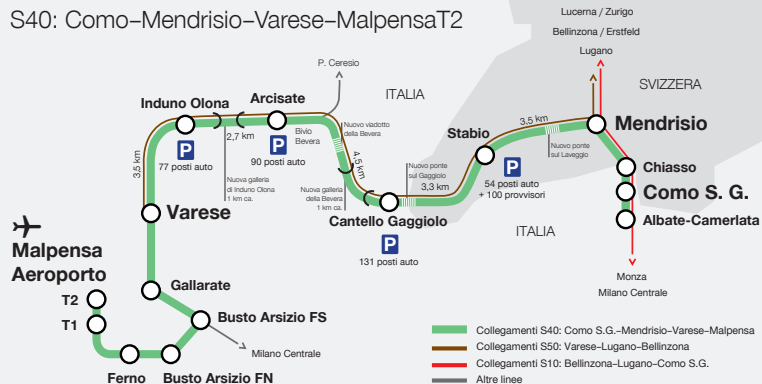 S40: Como–Mendrisio–Varese–MalpensaT2
Lucerna / Zurigo
Bellinzona / Erstfeld
Lugano
P. Ceresio
ITALIA
SVIZZERA
Induno Olona
Arcisate
2,7 km
Bivio
Bevera
Nuovo viadotto
della Bevera
3,5 km
Mendrisio
Stabio
P
77 posti auto
P
90 posti auto
3,5 km
4,5 km
Nuovo ponte
sul Laveggio
Nuovo ponte
sul Gaggiolo
P
54 posti auto
+ 100 provvisori
Chiasso
Como S. G.
Albate-Camerlata
Nuova galleria
di Induno Olona
1 km ca.
Nuova galleria
della Bevera
1 km ca.
3,3 km
Cantello Gaggiolo
P
131 posti auto
ITALIA
Varese
Malpensa
Aeroporto
T2
T1
Gallarate
Busto Arsizio FS
Milano Centrale
Ferno
Busto Arsizio FN
Monza
Milano Centrale
Collegamenti S40: Como S.G.-Mendrisio-Varese-Malpensa
Collegamenti S50: Varese-Lugano-Bellinzona
Collegamenti S10: Bellinzona-Lugano-Como S.G.
Altre linee